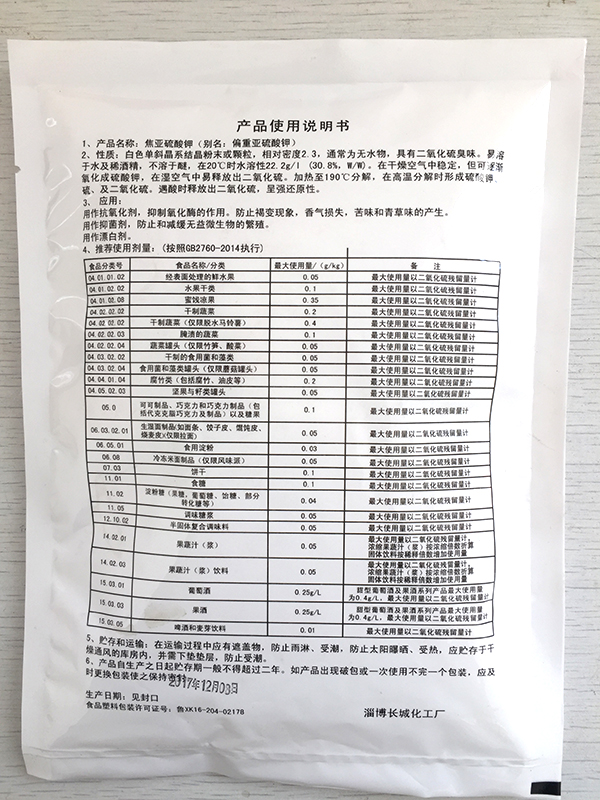 产品使用说明书
1、产品名称：焦亚硫酸钾（别名：偏重亚硫酸钾）
2、性质：白色单斜晶系结晶粉末或颗粒，相对密度2.3，通常为无水物，具有二氧化硫臭味。易溶
于水及稀酒精，不溶于醚，在20℃时水溶性22.2g/l（30.8%，W/W）。在干燥空气中稳定，但可逐渐
氧化成硫酸钾，在湿空气中易释放出二氧化硫。加热至190℃分解，在高温分解时形成硫酸钾、
硫、及二氧化硫。遇酸时释放出二氧化硫，呈强还原性。
3、应用：
用作抗氧化剂，抑制氧化酶的作用。防止褐变现象，香气损失，苦味和青草味的产生。
用作抑菌剂，防止和减缓无益微生物的繁殖。
用作漂白剂。
4、推荐使用剂量：（按照GB2760-2014执行）
食品分类号 食品名称/分类 最大使用量/（g/kg） 备 注
04.01.01.02 经表面处理的鲜水果 0.05 最大使用量以二氧化硫残留量计
04.01.02.02 水果干类 0.1 最大使用量以二氧化硫残留量计
04.01.02.08 蜜饯凉果 0.35 最大使用量以二氧化硫残留量计
04.02.02.02 干制蔬菜 0.2 最大使用量以二氧化硫残留量计
04.02.02.02 干制蔬菜（仅限脱水马铃薯） 0.4 最大使用量以二氧化硫残留量计
04.02.02.03 腌渍的蔬菜 0.1 最大使用量以二氧化硫残留量计
04.02.02.04 蔬菜罐头（仅限竹笋、酸菜） 0.05 最大使用量以二氧化硫残留量计
04.03.02.02 干制的食用菌和藻类 0.05 最大使用量以二氧化硫残留量计
04.03.02.04 食用菌和藻类罐头（仅限蘑菇罐头） 0.05 最大使用量以二氧化硫残留量计
04.04.01.04 腐竹类（包括腐竹、油皮等） 0.2 最大使用量以二氧化硫残留量计
04.05.02.03 坚果与籽类罐头 0.05 最大使用量以二氧化硫残留量计
05.0 可可制品、巧克力和巧克力制品（包
括代可可脂巧克力及制品）以及糖果 0.1 最大使用量以二氧化硫残留量计
06.03.02.01 生湿面制品(如面条、饺子皮、馄饨皮、
烧麦皮)(仅限拉面) 0.05 最大使用量以二氧化硫残留量计
06.05.01 食用淀粉 0.03 最大使用量以二氧化硫残留量计
06.08 冷冻米面制品（仅限风味派） 0.05 最大使用量以二氧化硫残留量计
07.03 饼干 0.1 最大使用量以二氧化硫残留量计
11.01 食糖 0.1 最大使用量以二氧化硫残留量计
11.02 淀粉糖（果糖，葡萄糖、饴糖、部分
转化糖等） 0.04 最大使用量以二氧化硫残留量计
11.05 调味糖浆 0.05 最大使用量以二氧化硫残留量计
12.10.02 半固体复合调味料 0.05 最大使用量以二氧化硫残留量计
14.02.01 果蔬汁（浆） 0.05 最大使用量以二氧化硫残留量计，
浓缩果蔬汁（浆）按浓缩倍数折算
固体饮料按稀释倍数增加使用量
14.02.03 果蔬汁（浆）饮料 0.05 最大使用量以二氧化硫残留量计，
浓缩果蔬汁（浆）按浓缩倍数折算
固体饮料按稀释倍数增加使用量
15.03.01 葡萄酒 0.25g/L 甜型葡萄酒及果酒系列产品最大使用量
为0.4g/L，最大使用量以二氧化硫残留量计
15.03.03 果酒 0.25g/L 甜型葡萄酒及果酒系列产品最大使用量
为0.4g/L，最大使用量以二氧化硫残留量计
15.03.05 啤酒和麦芽饮料 0.01 最大使用量以二氧化硫残留量计
5、贮存和运输：在运输过程中应有遮盖物，防止雨淋、受潮，防止太阳曝晒、受热，应贮存于干
燥通风的库房内，并需下垫垫层，防止受潮。
6、产品自生产之日起贮存期一般不得超过二年。如产品出现破包或一次使用不完一个包装，应及
时更换包装使之保持密封。
2017年12月03日
生产日期：见封口
食品塑料包装许可证号：鲁XK16-204-02178
淄博长城化工厂